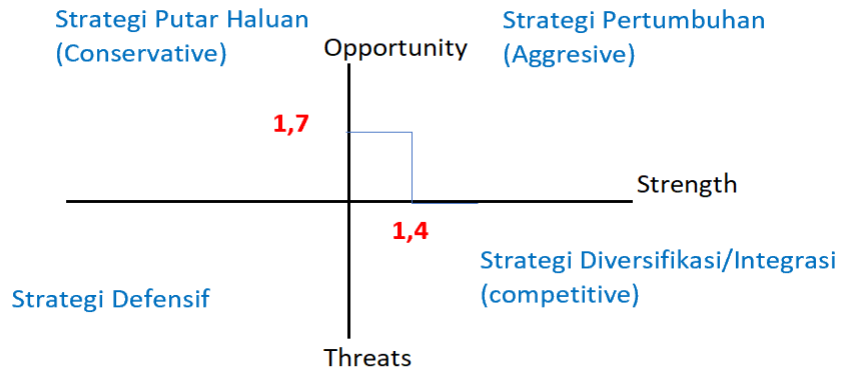 Strategi Putar Haluan
(Conservative)
Opportunity
Strategi Pertumbuhan
(Aggresive)
1,7
Strength
1,4
Strategi Diversifikasi/Integrasi
(competitive)
Strategi Defensif
Threats